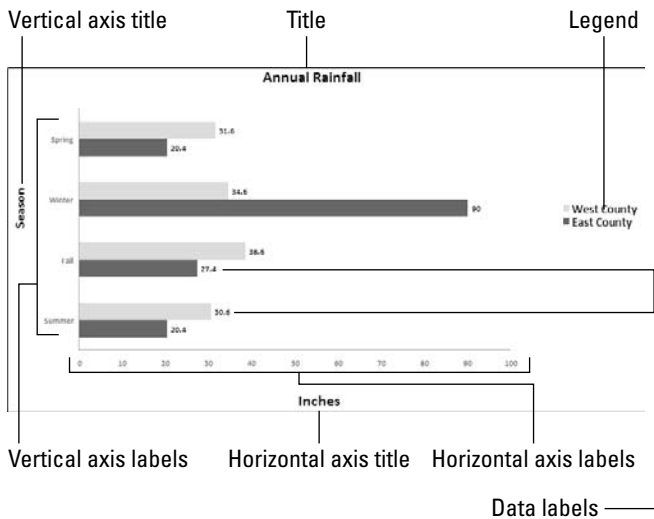 Vertical axis title
Title
Legend
Annual Rainfall
Spring
31.6
20.4
Winter
34.6
90
Season
West County
East County
Fall
38.6
27.4
Summer
30.6
20.4
0 10 20 30 40 50 60 70 80 90 100
Inches
Vertical axis labels
Horizontal axis title
Horizontal axis labels
Data labels